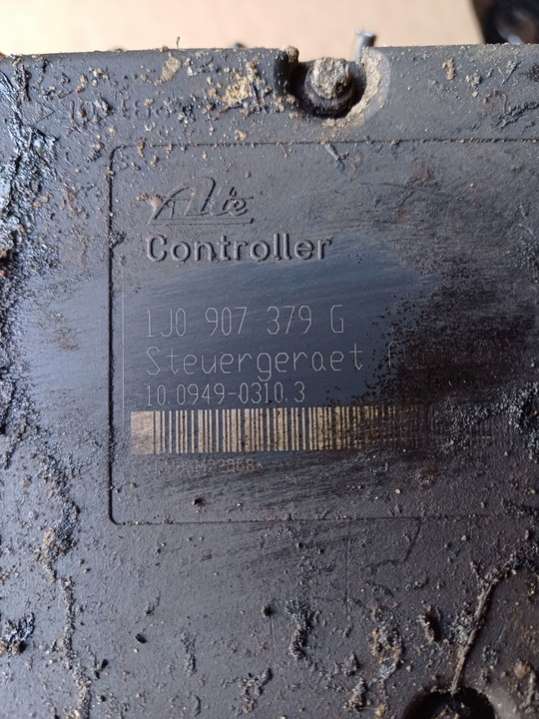 Ate
Controller
1J0 907 379 G
Steuergeraet
10.0949-0310.3